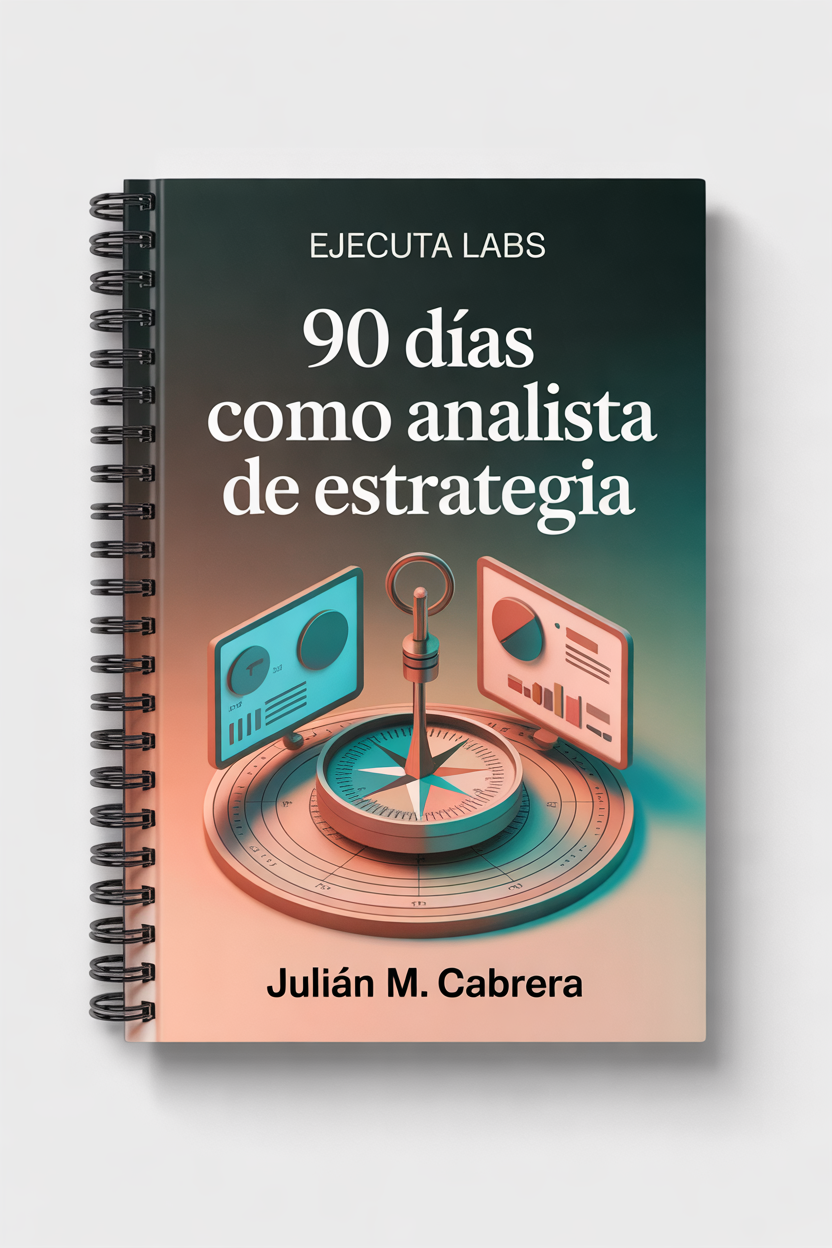 EJECUTA LABS
90 días
como analista
de estrategia
Julián M. Cabrera